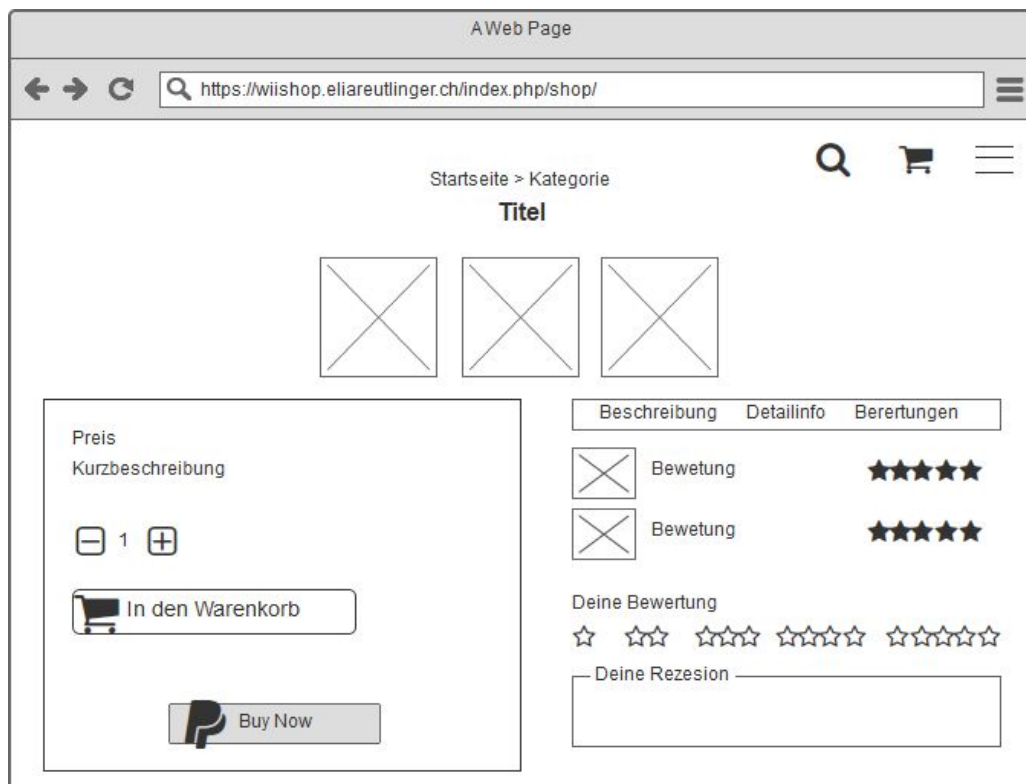 A Web Page
https://wiishop.eliareutlinger.ch/index.php/shop/
Startseite > Kategorie
Titel
Preis
Kurzbeschreibung
1
In den Warenkorb
Buy Now
Beschreibung Detailinfo Berertungen
Bewetung
Bewetung
Deine Bewertung
Deine Rezesion